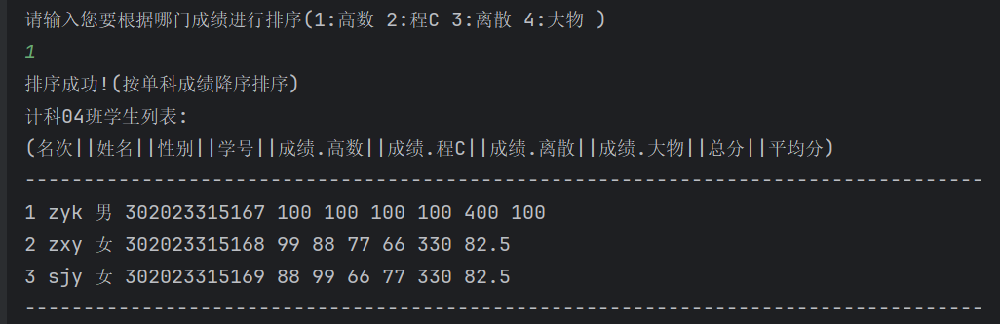 请输入您要根据哪门成绩进行排序(1:高数 2:程C 3:离散 4:大物 )
1
排序成功!(按单科成绩降序排序)
计科04班学生列表:
(名次||姓名||性别||学号||成绩.高数||成绩.程C||成绩.离散||成绩.大物||总分||平均分)
----------------------------------------------------------------------------------
1 zyk 男 302023315167 100 100 100 100 400 100
2 zxy 女 302023315168 99 88 77 66 330 82.5
3 sjy 女 302023315169 88 99 66 77 330 82.5
----------------------------------------------------------------------------------